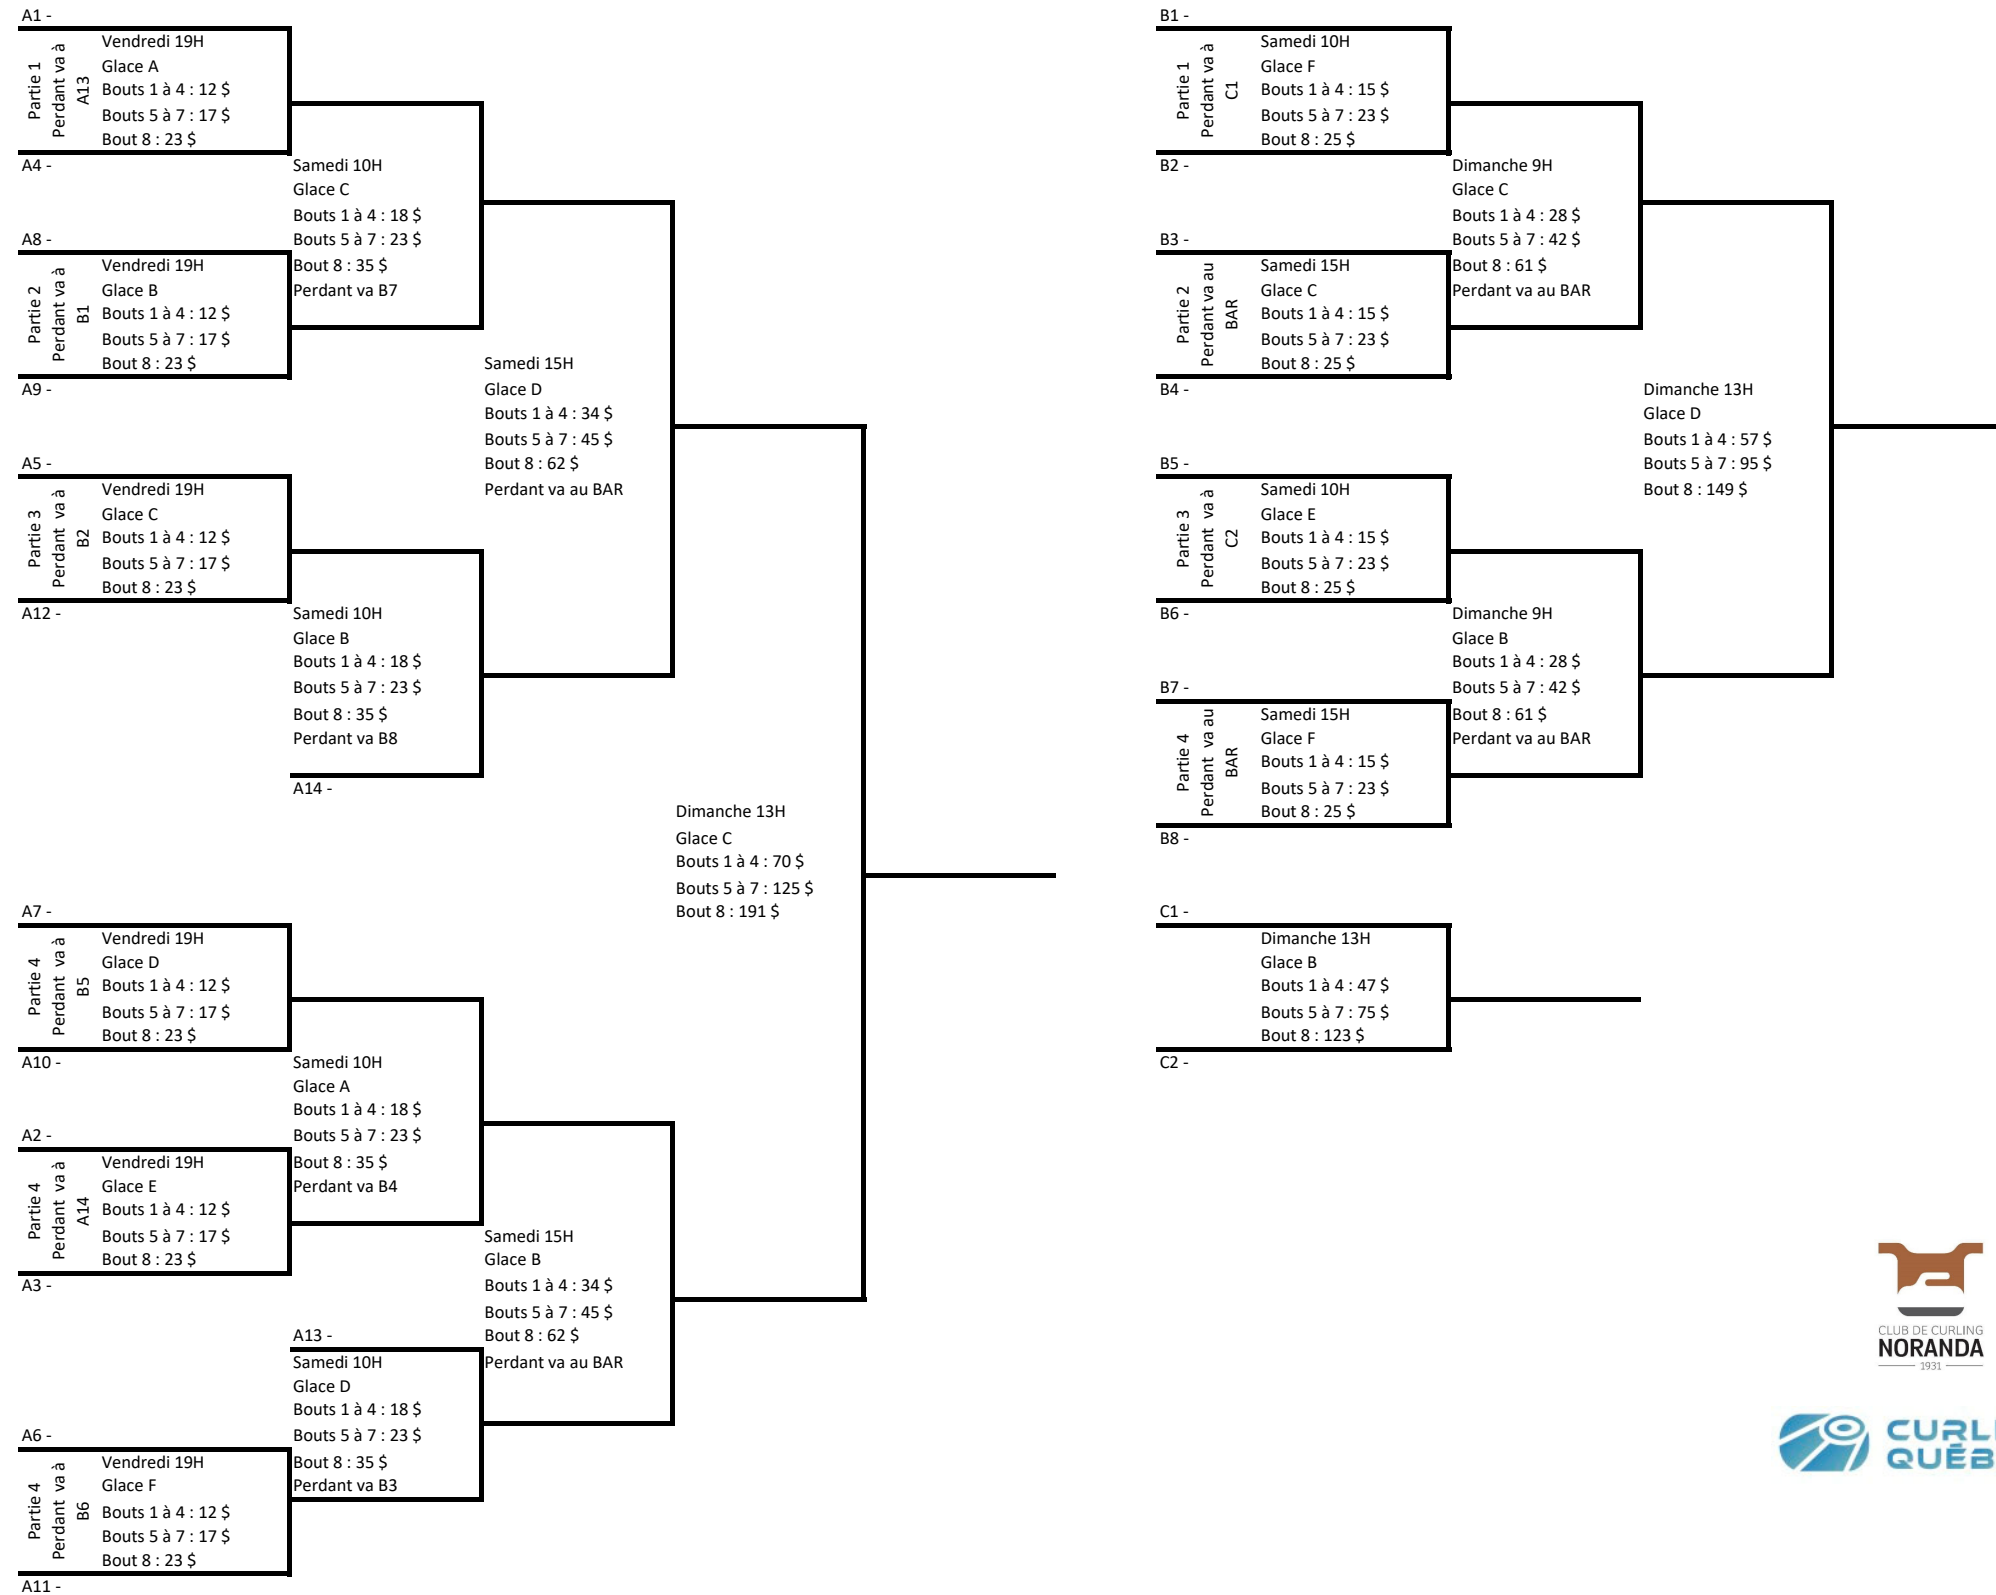 A1 -
Partie 1
Perdant va à
A13
Vendredi 19H
Glace A
Bouts 1 à 4 : 12 $
Bouts 5 à 7 : 17 $
Bout 8 : 23 $
A4 -
Samedi 10H
Glace C
Bouts 1 à 4 : 18 $
Bouts 5 à 7 : 23 $
Bout 8 : 35 $
Perdant va B7
A8 -
Partie 2
Perdant va à
B1
Vendredi 19H
Glace B
Bouts 1 à 4 : 12 $
Bouts 5 à 7 : 17 $
Bout 8 : 23 $
A9 -
Samedi 15H
Glace D
Bouts 1 à 4 : 34 $
Bouts 5 à 7 : 45 $
Bout 8 : 62 $
Perdant va au BAR
A5 -
Partie 3
Perdant va à
B2
Vendredi 19H
Glace C
Bouts 1 à 4 : 12 $
Bouts 5 à 7 : 17 $
Bout 8 : 23 $
A12 -
Samedi 10H
Glace B
Bouts 1 à 4 : 18 $
Bouts 5 à 7 : 23 $
Bout 8 : 35 $
Perdant va B8
A14 -
Dimanche 13H
Glace C
Bouts 1 à 4 : 70 $
Bouts 5 à 7 : 125 $
Bout 8 : 191 $
A7 -
Partie 4
Perdant va à
B5
Vendredi 19H
Glace D
Bouts 1 à 4 : 12 $
Bouts 5 à 7 : 17 $
Bout 8 : 23 $
A10 -
Samedi 10H
Glace A
Bouts 1 à 4 : 18 $
Bouts 5 à 7 : 23 $
Bout 8 : 35 $
Perdant va B4
A2 -
Partie 4
Perdant va à
A14
Vendredi 19H
Glace E
Bouts 1 à 4 : 12 $
Bouts 5 à 7 : 17 $
Bout 8 : 23 $
A3 -
Samedi 15H
Glace B
Bouts 1 à 4 : 34 $
Bouts 5 à 7 : 45 $
Bout 8 : 62 $
Perdant va au BAR
A13 -
Samedi 10H
Glace D
Bouts 1 à 4 : 18 $
Bouts 5 à 7 : 23 $
Bout 8 : 35 $
Perdant va B3
A6 -
Partie 4
Perdant va à
B6
Vendredi 19H
Glace F
Bouts 1 à 4 : 12 $
Bouts 5 à 7 : 17 $
Bout 8 : 23 $
A11 -
B1 -
Partie 1
Perdant va à
C1
Samedi 10H
Glace F
Bouts 1 à 4 : 15 $
Bouts 5 à 7 : 23 $
Bout 8 : 25 $
B2 -
Dimanche 9H
Glace C
Bouts 1 à 4 : 28 $
Bouts 5 à 7 : 42 $
Bout 8 : 61 $
Perdant va au BAR
B3 -
Partie 2
Perdant va au
BAR
Samedi 15H
Glace C
Bouts 1 à 4 : 15 $
Bouts 5 à 7 : 23 $
Bout 8 : 25 $
B4 -
Dimanche 13H
Glace D
Bouts 1 à 4 : 57 $
Bouts 5 à 7 : 95 $
Bout 8 : 149 $
B5 -
Partie 3
Perdant va à
C2
Samedi 10H
Glace E
Bouts 1 à 4 : 15 $
Bouts 5 à 7 : 23 $
Bout 8 : 25 $
B6 -
Dimanche 9H
Glace B
Bouts 1 à 4 : 28 $
Bouts 5 à 7 : 42 $
Bout 8 : 61 $
Perdant va au BAR
B7 -
Partie 4
Perdant va au
BAR
Samedi 15H
Glace F
Bouts 1 à 4 : 15 $
Bouts 5 à 7 : 23 $
Bout 8 : 25 $
B8 -
C1 -
Dimanche 13H
Glace B
Bouts 1 à 4 : 47 $
Bouts 5 à 7 : 75 $
Bout 8 : 123 $
C2 -
CLUB DE CURLING
NORANDA
1931
CURL
QUÉB